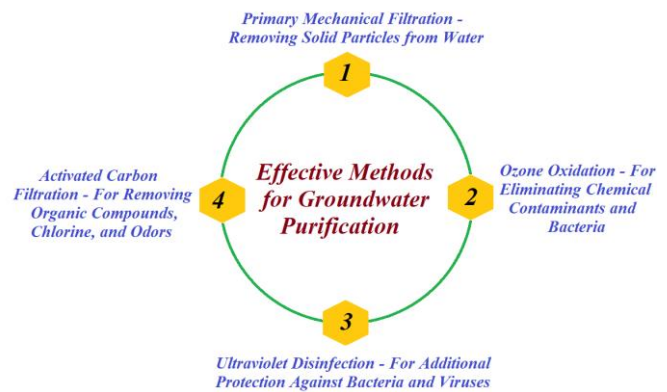 Primary Mechanical Filtration -
Removing Solid Particles from Water
1
Effective Methods
for Groundwater
Purification
Ozone Oxidation - For
Eliminating Chemical
Contaminants and
Bacteria
2
3
Ultraviolet Disinfection - For Additional
Protection Against Bacteria and Viruses
Activated Carbon
Filtration - For Removing
Organic Compounds,
Chlorine, and Odors
4